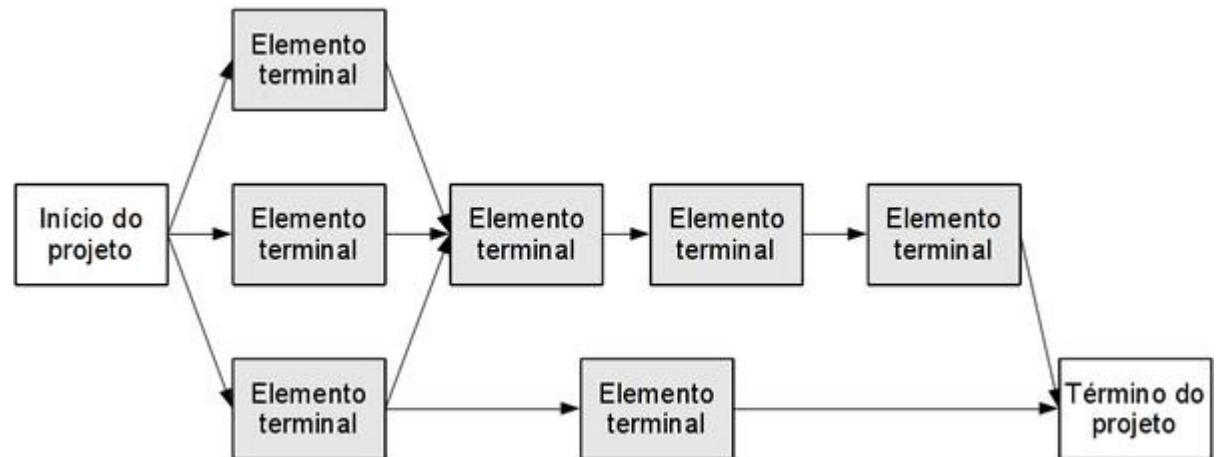 Elemento
terminal
Início do
projeto
Elemento
terminal
Elemento
terminal
Elemento
terminal
Elemento
terminal
Elemento
terminal
Elemento
terminal
Término do
projeto